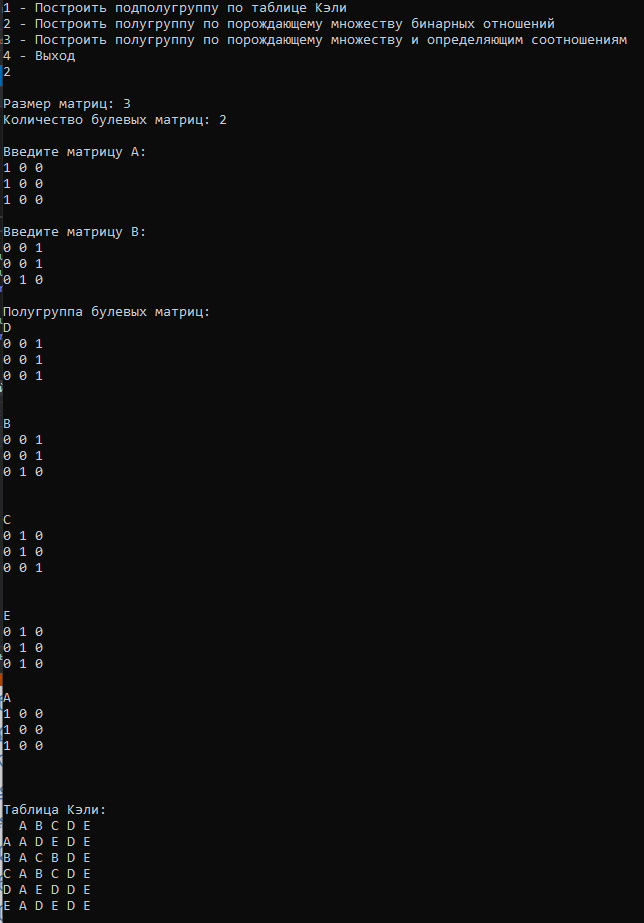 1 - Построить подполугруппу по таблице Кэли
2 - Построить полугруппу по порождающему множеству бинарных отношений
3 - Построить полугруппу по порождающему множеству и определяющим соотношениям
4 - Выход
2
Размер матриц: 3
Количество булевых матриц: 2
Введите матрицу A:
1 0 0
1 0 0
1 0 0
Введите матрицу B:
0 0 1
0 0 1
0 1 0
Полугруппа булевых матриц:
D
0 0 1
0 0 1
0 0 1
B
0 0 1
0 0 1
0 1 0
C
0 1 0
0 1 0
0 0 1
E
0 1 0
0 1 0
0 1 0
A
1 0 0
1 0 0
1 0 0
Таблица Кэли:
A B C D E
A A D E D E
B A C B D E
C A B C D E
D A E D D E
E A D E D E